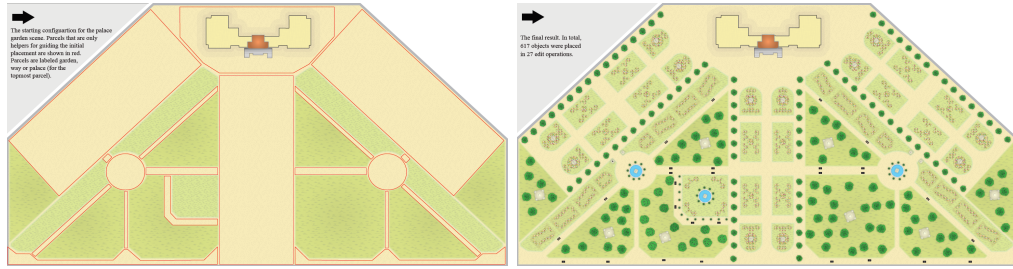 The starting configuartion for the palace
garden scene. Parcels that are only
helpers for guiding the initial
placement are shown in red.
Parcels are labeled garden,
way or palace (for the
topmost parcel).
The final result. In total,
617 objects were placed
in 27 edit operations.